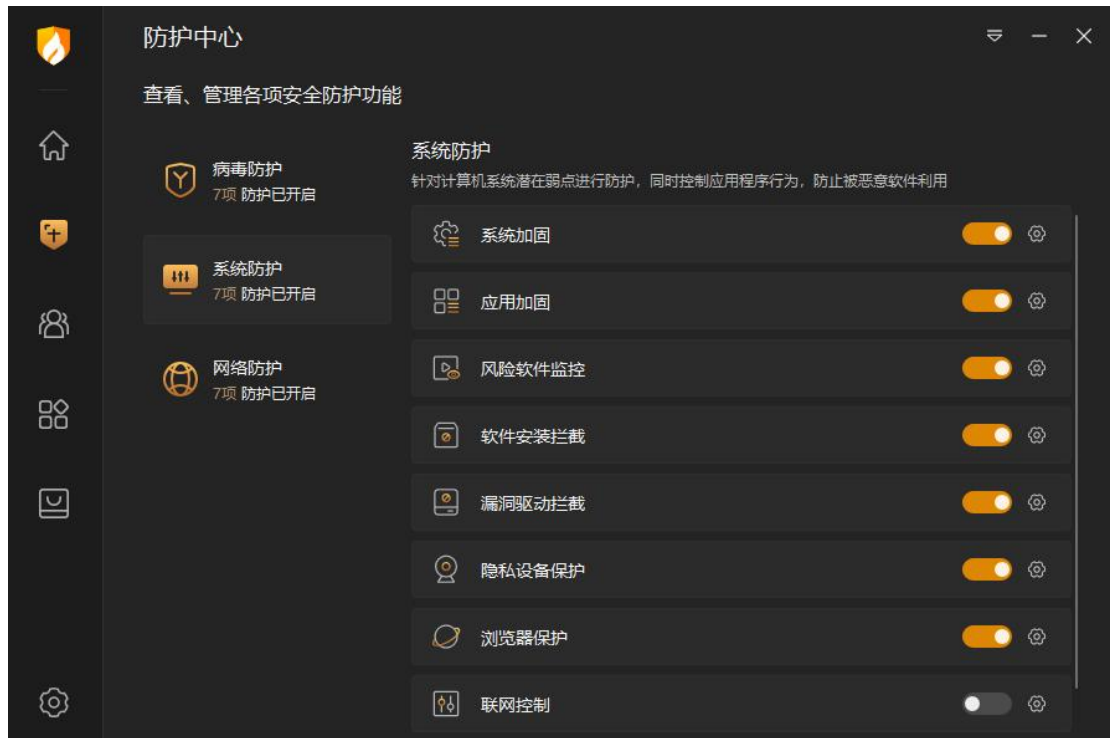 防护中心
查看、管理各项安全防护功能
病毒防护
7项 防护已开启
系统防护
7项 防护已开启
网络防护
7项 防护已开启
系统防护
针对计算机系统潜在弱点进行防护，同时控制应用程序行为，防止被恶意软件利用
系统加固
应用加固
风险软件监控
软件安装拦截
漏洞驱动拦截
隐私设备保护
浏览器保护
联网控制